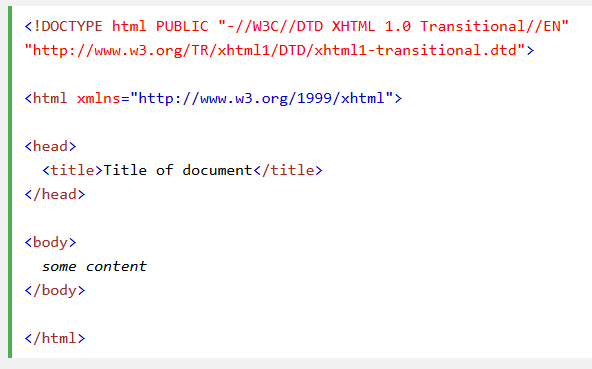 <!DOCTYPE html PUBLIC "-//W3C//DTD XHTML 1.0 Transitional//EN"
"http://www.w3.org/TR/xhtml1/DTD/xhtml1-transitional.dtd">
<html xmlns="http://www.w3.org/1999/xhtml">
<head>
<title>Title of document</title>
</head>
<body>
some content
</body>
</html>